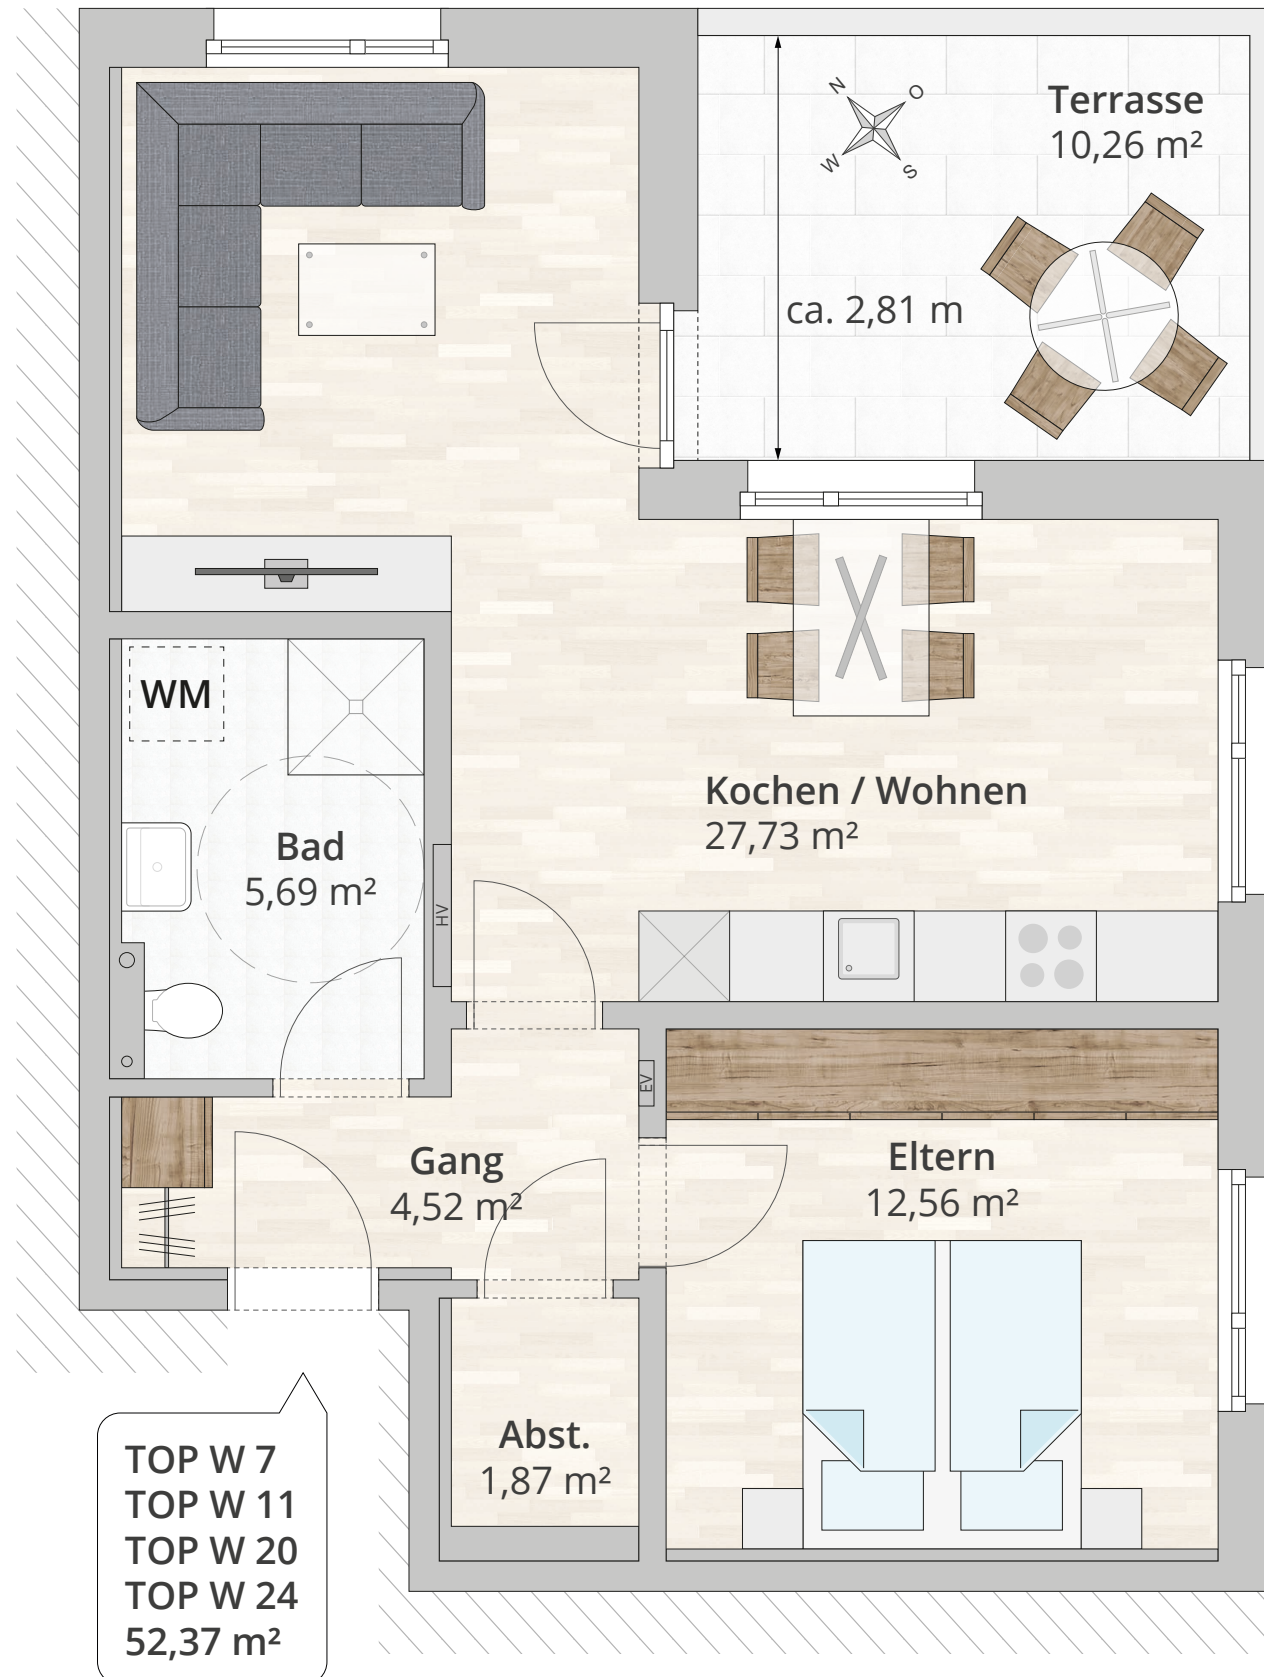 N
O
W
S
Terrasse
10,26 m²
ca. 2,81 m
WM
Kochen / Wohnen
27,73 m²
Bad
5,69 m²
HV
EV
Gang
4,52 m²
Eltern
12,56 m²
Abst.
1,87 m²
TOP W 7
TOP W 11
TOP W 20
TOP W 24
52,37 m²